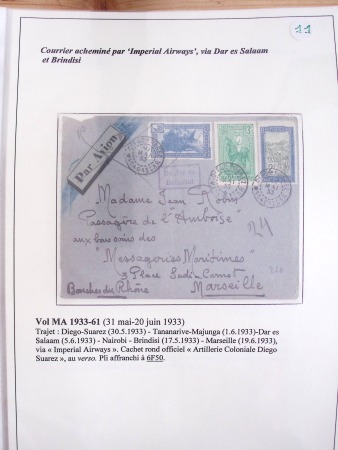 11
Courrier acheminé par ‘Imperial Airways’, via Dar es Salaam
et Brindisi
Par Avion
Madame Jean Robin
Passagère de l'"Amboise"
aux bons soins des
"Messageries Maritimes"
3 Place Sadi-Carnot
Marseille
Bouches du Rhône
Vol MA 1933-61 (31 mai-20 juin 1933)
Trajet : Diego-Suarez (30.5.1933) - Tananarive-Majunga (1.6.1933)-Dar es
Salaam (5.6.1933) - Nairobi - Brindisi (17.5.1933) - Marseille (19.6.1933),
via « Imperial Airways ». Cachet rond officiel « Artillerie Coloniale Diego
Suarez », au verso. Pli affranchi à 6F50.